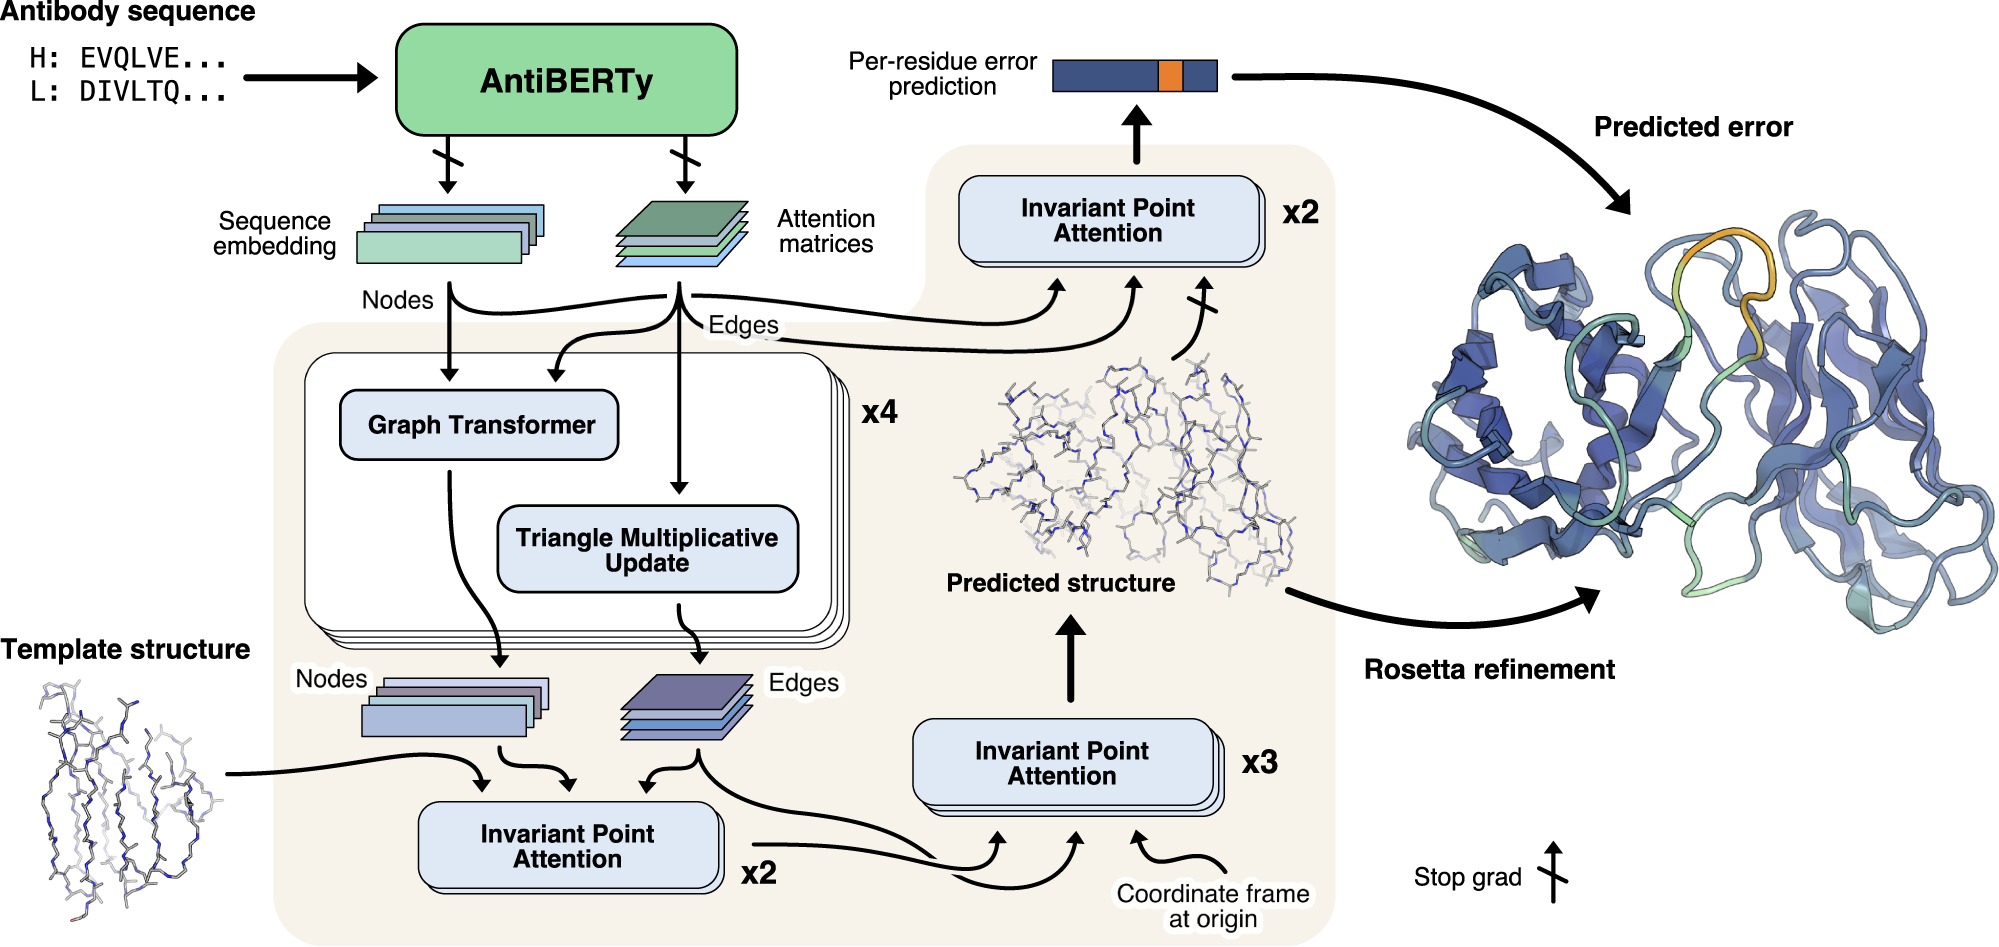 Antibody sequence
H: EVQLVE...
L: DIVLTQ...
AntiBERTy
Sequence
embedding
Attention
matrices
Nodes
Edges
Graph Transformer
Triangle Multiplicative
Update
x4
Template structure
Nodes
Edges
Invariant Point
Attention
x2
Invariant Point
Attention
x3
Coordinate frame
at origin
Predicted structure
Invariant Point
Attention
x2
Per-residue error
prediction
Predicted error
Rosetta refinement
Stop grad